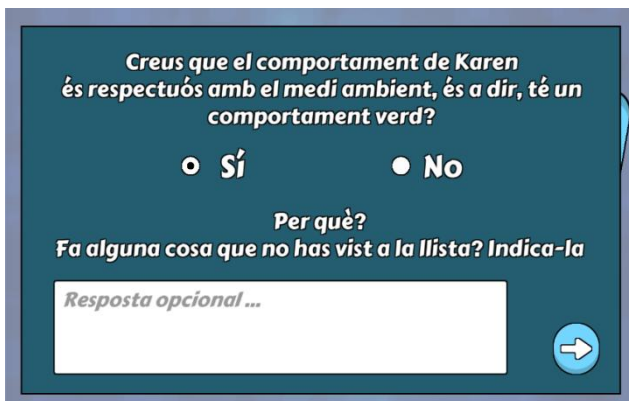 Creus que el comportament de Karen
és respectuós amb el medi ambient, és a dir, té un
comportament verd?
Sí No
Per què?
Fa alguna cosa que no has vist a la llista? Indica-la
Resposta opcional ...